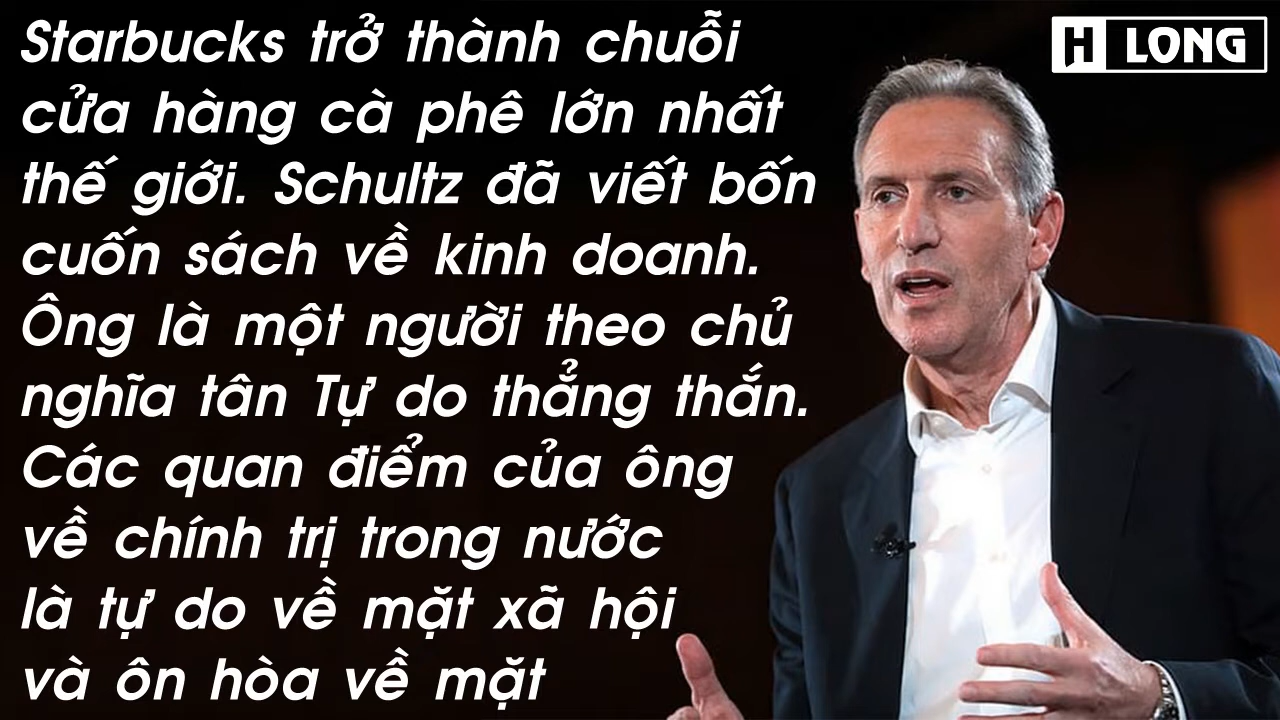 Starbucks trở thành chuỗi
cửa hàng cà phê lớn nhất
thế giới. Schultz đã viết bốn
cuốn sách về kinh doanh.
Ông là một người theo chủ
nghĩa tân Tự do thẳng thắn.
Các quan điểm của ông
về chính trị trong nước
là tự do về mặt xã hội
và ôn hòa về mặt
H LONG